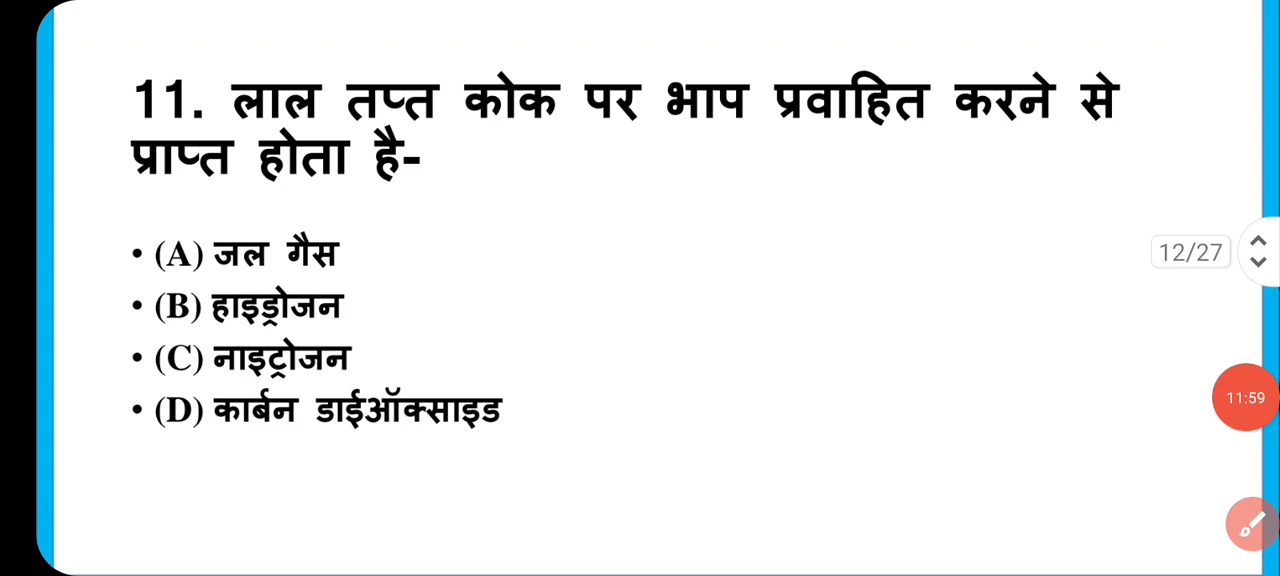 11. लाल तप्त कोक पर भाप प्रवाहित करने से
प्राप्त होता है-
• (A) जल गैस
• (B) हाइड्रोजन
• (C) नाइट्रोजन
• (D) कार्बन डाईऑक्साइड
12/27
11:59